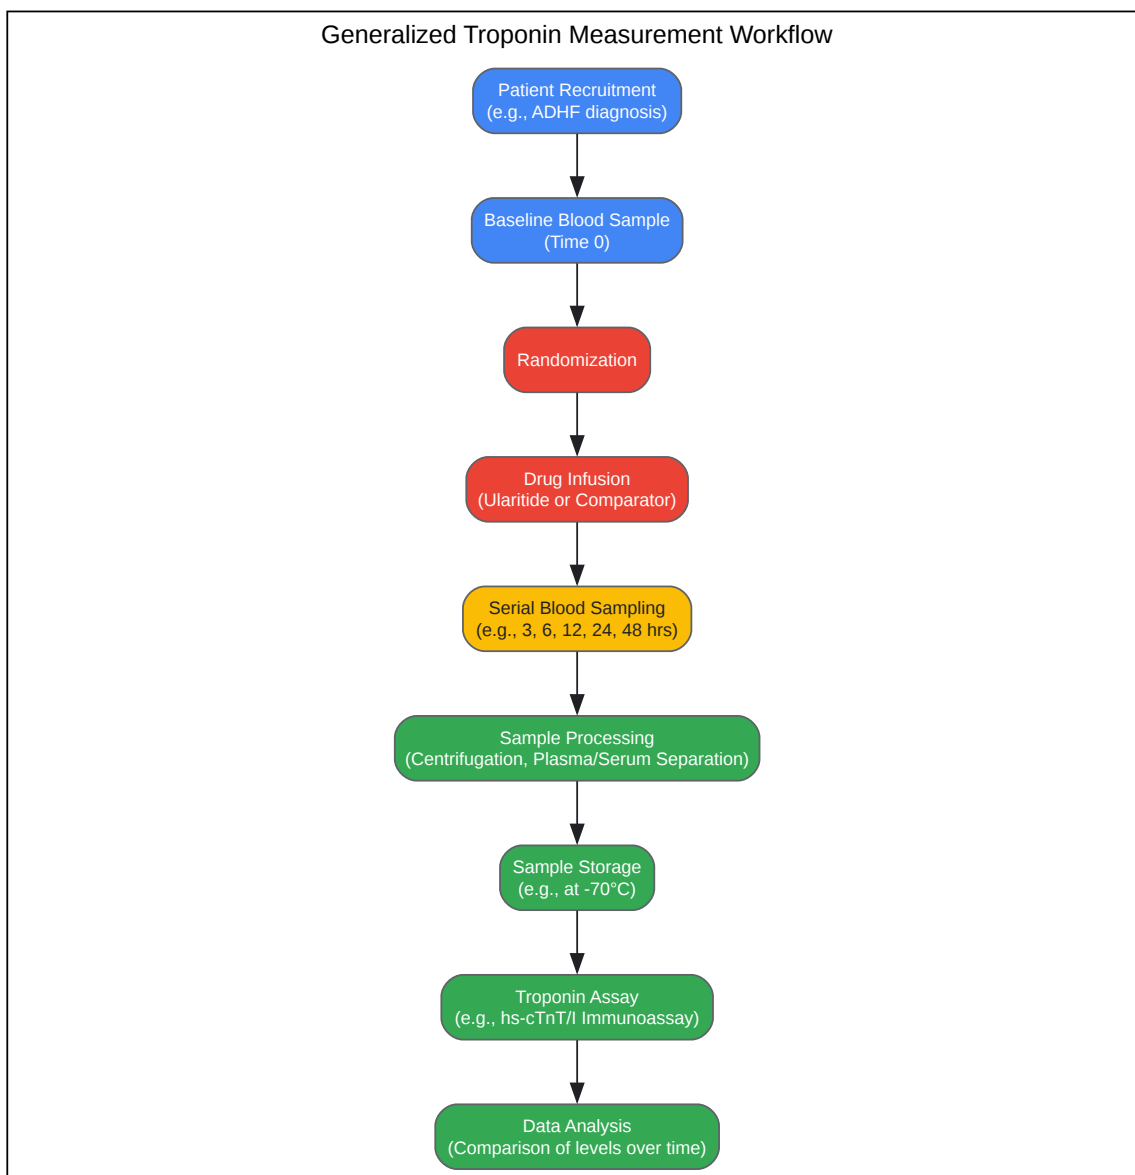 Generalized Troponin Measurement Workflow
Patient Recruitment
(e.g., ADHF diagnosis)
Baseline Blood Sample
(Time 0)
Randomization
Drug Infusion
(Ularitide or Comparator)
Serial Blood Sampling
(e.g., 3, 6, 12, 24, 48 hrs)
Sample Processing
(Centrifugation, Plasma/Serum Separation)
Sample Storage
(e.g., at -70°C)
Troponin Assay
(e.g., hs-cTnT/I Immunoassay)
Data Analysis
(Comparison of levels over time)